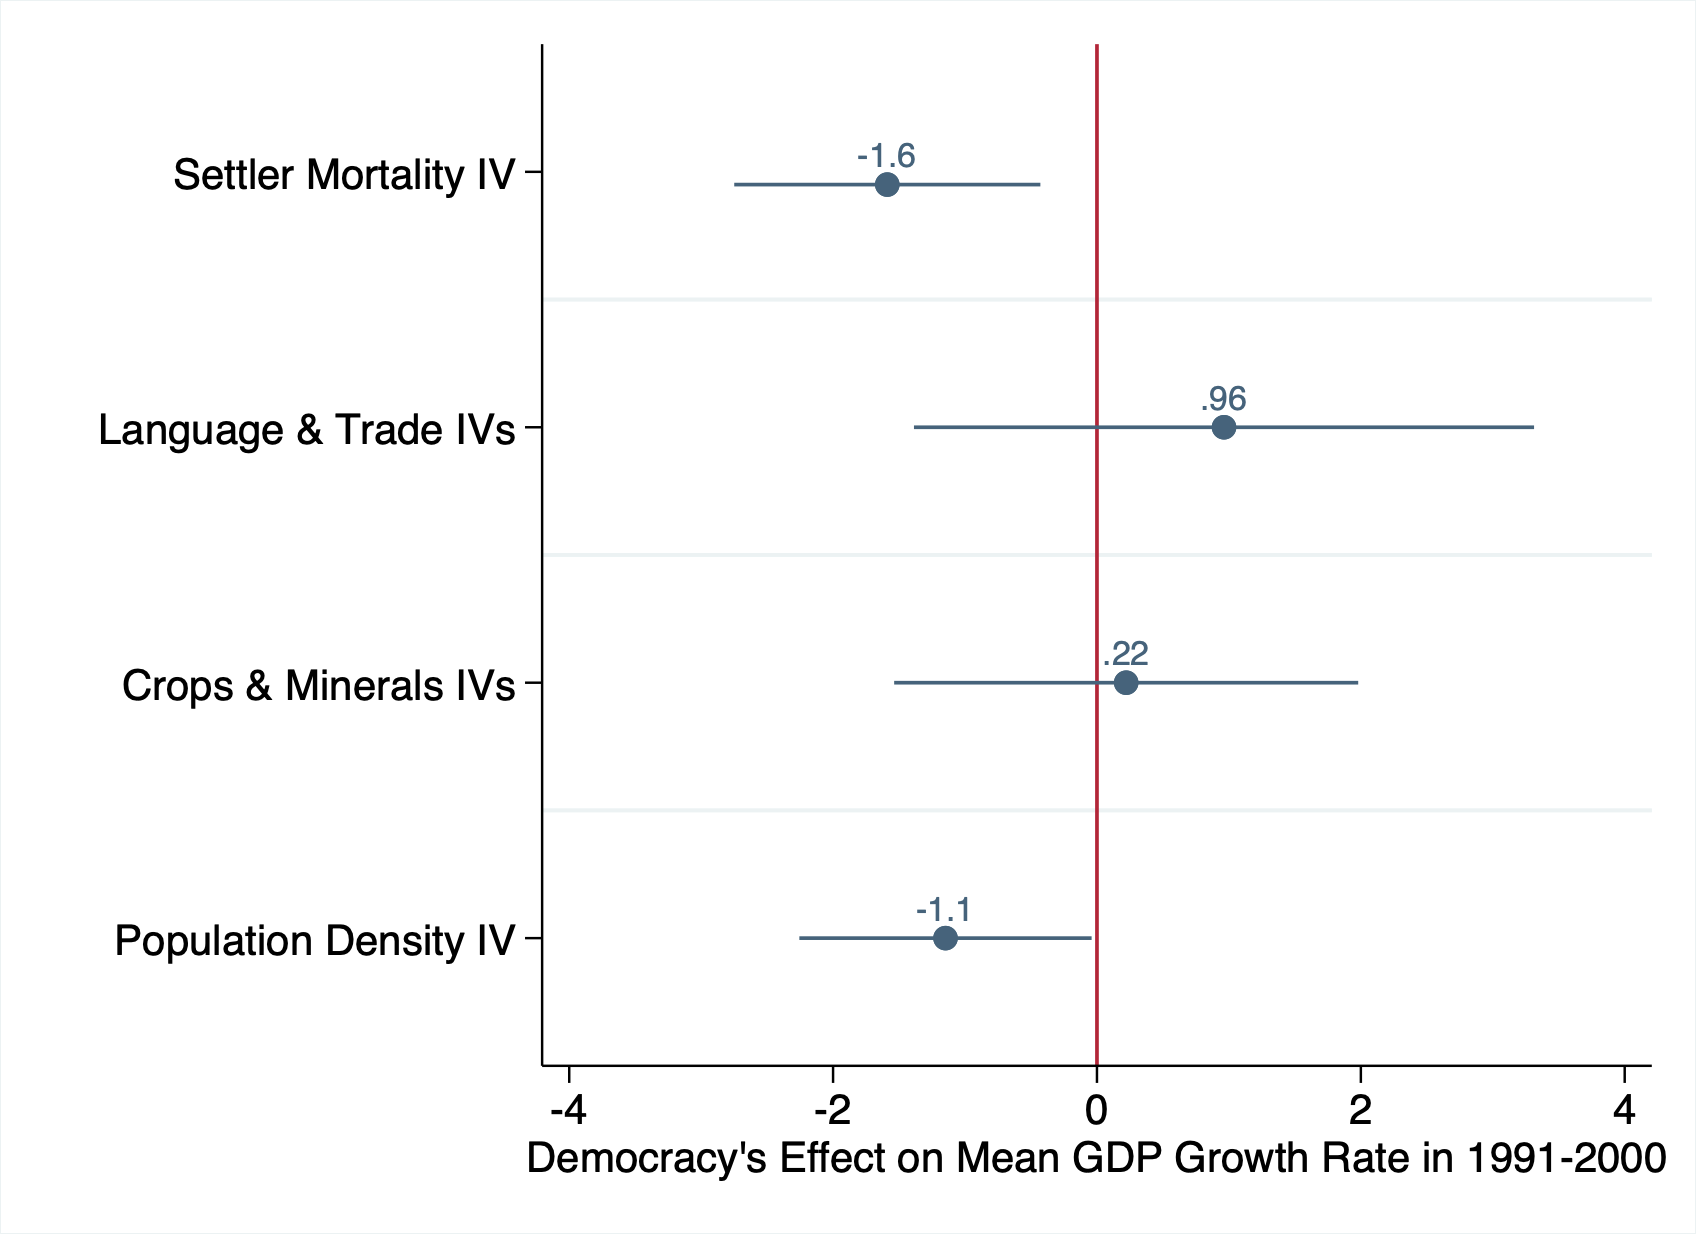 -1.6
Settler Mortality IV
.96
Language & Trade IVs
.22
Crops & Minerals IVs
-1.1
Population Density IV
-4 -2 0 2 4
Democracy's Effect on Mean GDP Growth Rate in 1991-2000